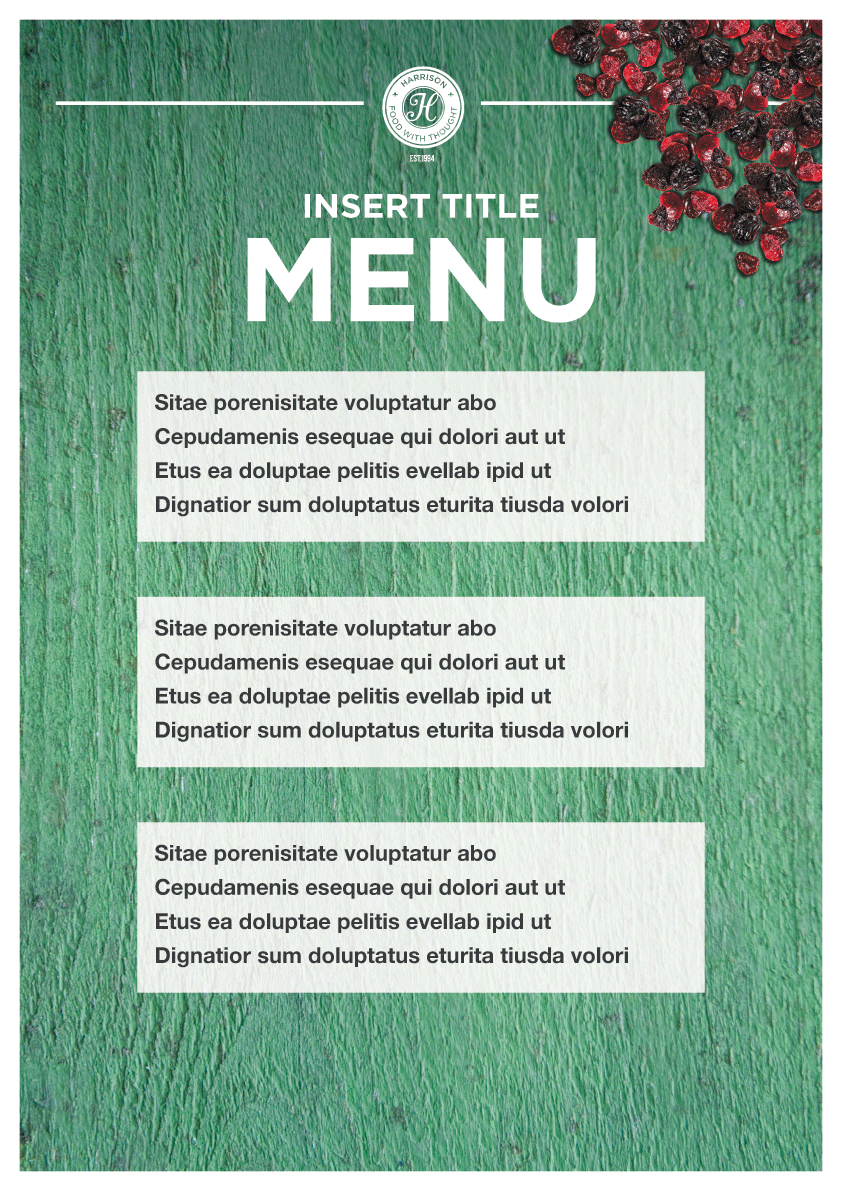 HARRISON
H
FOOD WITH THOUGHT
EST.1994
INSERT TITLE
MENU
Sitae porenisitate voluptatur abo
Cepudamenis esequae qui dolori aut ut
Etus ea doluptae pelitis evellab ipid ut
Dignatior sum doluptatus eturita tiusda volori
Sitae porenisitate voluptatur abo
Cepudamenis esequae qui dolori aut ut
Etus ea doluptae pelitis evellab ipid ut
Dignatior sum doluptatus eturita tiusda volori
Sitae porenisitate voluptatur abo
Cepudamenis esequae qui dolori aut ut
Etus ea doluptae pelitis evellab ipid ut
Dignatior sum doluptatus eturita tiusda volori